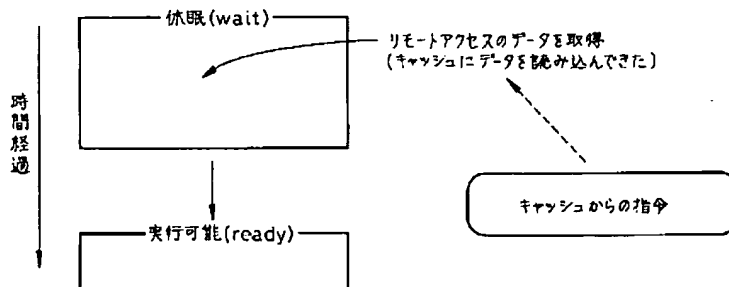 休眠(wait)
リモートアクセスのデータを取得
(キャッシュにデータを読み込んできた)
時間経過
キャッシュからの指令
実行可能(ready)